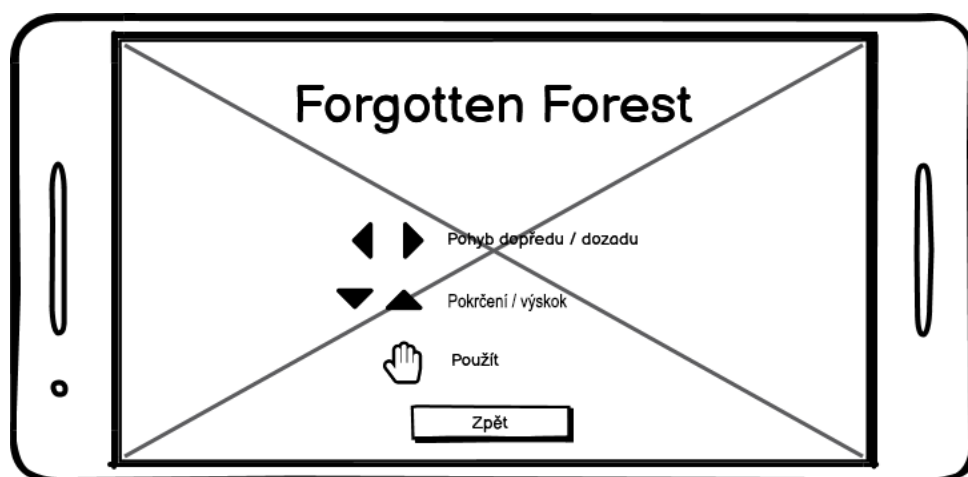 Forgotten Forest
Pohyb dopředu / dozadu
Pokrčení / výskok
Použít
Zpět